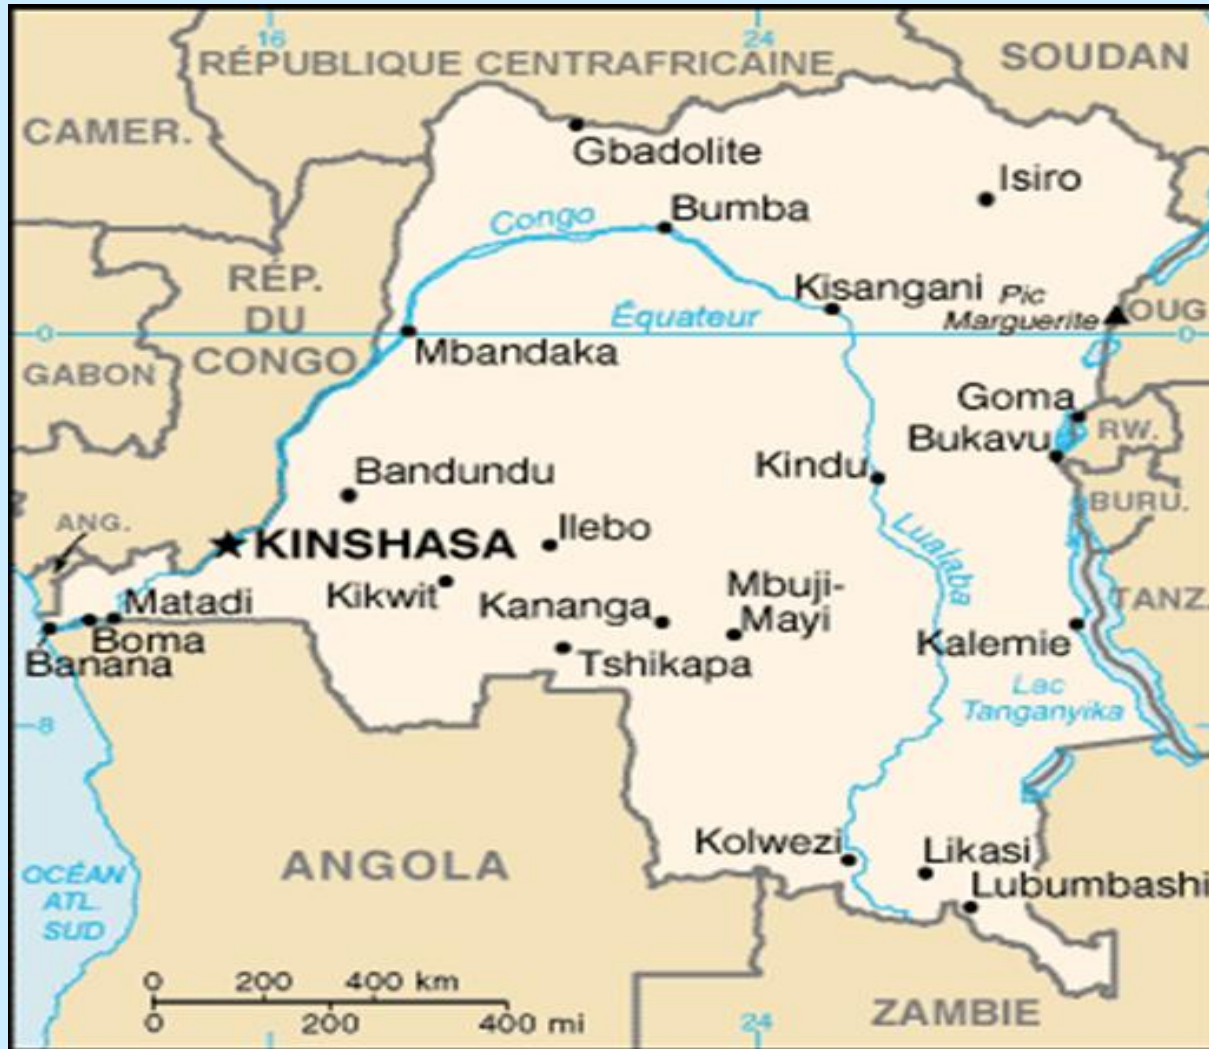 16
24
RÉPUBLIQUE CENTRAFRICAINE
SOUDAN
CAMER.
Gbadolite
Isiro
Congo
Bumba
RÉP.
DU
CONGO
Kisangani
Pic
Marguerite
OUG
0
Équateur
0
Mbandaka
GABON
Goma
RW.
Bukavu
Bandundu
Kindu
BURU.
ANG.
Ilebo
KINSHASA
Lualaba
Kikwit
Kananga
Mbuji-
Mayi
TANZ.
Matadi
Boma
Banana
Tshikapa
Kalemie
Lac
Tanganyika
8
Kolwezi
Likasi
Lubumbashi
ANGOLA
OCÉAN
ATL.
SUD
0 200 400 km
0 200 400 mi
24
ZAMBIE